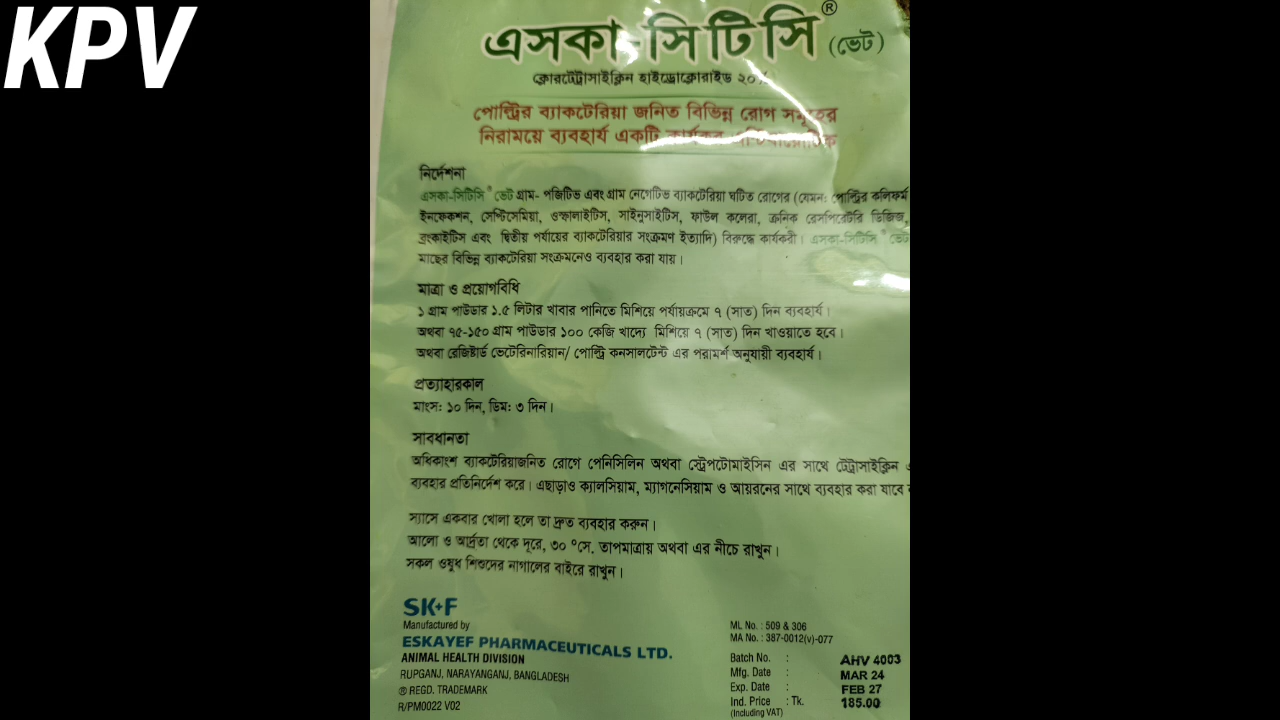 KPV
এসকা-সিটিসি® (ভেট)
ক্লোরটেট্রাসাইক্লিন হাইড্রোক্লোরাইড ২০%
পোল্ট্রির ব্যাকটেরিয়া জনিত বিভিন্ন রোগ সমূহের
নিরাময়ে ব্যবহার্য একটি কার্যকর এন্টিবায়োটিক
নির্দেশনা
এসকা-সিটিসি® ভেট গ্রাম- পজিটিভ এবং গ্রাম নেগেটিভ ব্যাকটেরিয়া ঘটিত রোগের (যেমনঃ পোল্ট্রির কলিফর্ম
ইনফেকশন, সেপ্টিসেমিয়া, ওম্ফালাইটিস, সাইনুসাইটিস, ফাউল কলেরা, ক্রনিক রেসপিরেটরি ডিজিজ,
ব্রংকাইটিস এবং দ্বিতীয় পর্যায়ের ব্যাকটেরিয়ার সংক্রমণ ইত্যাদি) বিরুদ্ধে কার্যকরী। এসকা-সিটিসি® ভেট
মাছের বিভিন্ন ব্যাকটেরিয়া সংক্রমনেও ব্যবহার করা যায়।
মাত্রা ও প্রয়োগবিধি
১ গ্রাম পাউডার ১.৫ লিটার খাবার পানিতে মিশিয়ে পর্যায়ক্রমে ৭ (সাত) দিন ব্যবহার্য।
অথবা ৭৫-১৫০ গ্রাম পাউডার ১০০ কেজি খাদ্যে মিশিয়ে ৭ (সাত) দিন খাওয়াতে হবে।
অথবা রেজিষ্টার্ড ভেটেরিনারিয়ান/ পোল্ট্রি কনসালটেন্ট এর পরামর্শ অনুযায়ী ব্যবহার্য।
প্রত্যাহারকাল
মাংসঃ ১০ দিন, ডিমঃ ৩ দিন।
সাবধানতা
অধিকাংশ ব্যাকটেরিয়াজনিত রোগে পেনিসিলিন অথবা স্ট্রেপটোমাইসিন এর সাথে টেট্রাসাইক্লিন
ব্যবহার প্রতিনির্দেশ করে। এছাড়াও ক্যালসিয়াম, ম্যাগনেসিয়াম ও আয়রনের সাথে ব্যবহার করা যাবে
স্যাসে একবার খোলা হলে তা দ্রুত ব্যবহার করুন।
আলো ও আর্দ্রতা থেকে দূরে, ৩০ °সে. তাপমাত্রায় অথবা এর নীচে রাখুন।
সকল ওষুধ শিশুদের নাগালের বাইরে রাখুন।
SK+F
Manufactured by
ESKAYEF PHARMACEUTICALS LTD.
ANIMAL HEALTH DIVISION
RUPGANJ, NARAYANGANJ, BANGLADESH
® REGD. TRADEMARK
R/PM0022 V02
ML No. : 509 & 306
MA No. : 387-0012(v)-077
Batch No. : AHV 4003
Mfg. Date : MAR 24
Exp. Date : FEB 27
Ind. Price : Tk. 185.00
(Including VAT)